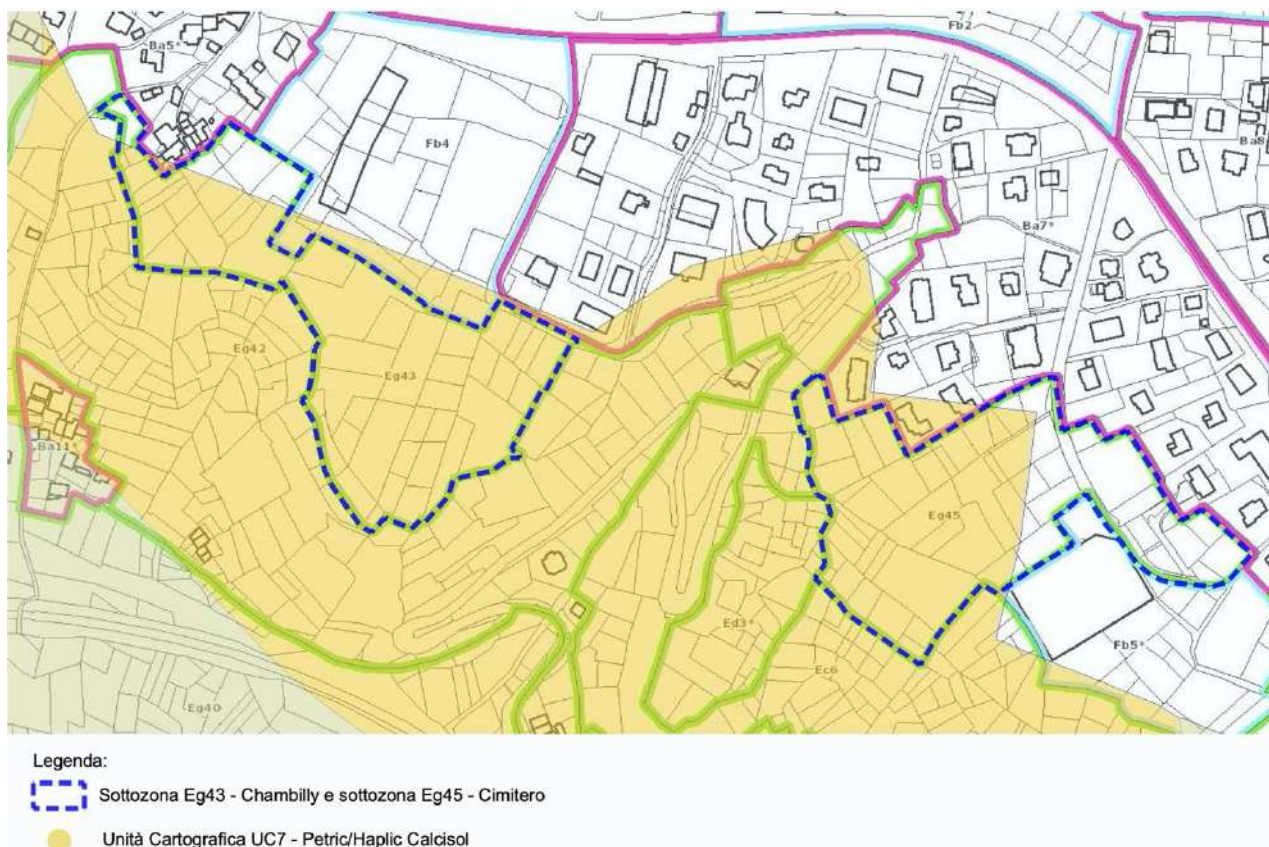 Fb2
Ba5*
Ba8
Fb4
Ba7*
Eg42
Eg43
Ba11*
Eg45
Ed3*
Ec6
Fb5*
Eg40
Legenda:
Sottozona Eg43 - Chambilly e sottozona Eg45 - Cimitero
Unità Cartografica UC7 - Petric/Haplic Calcisol